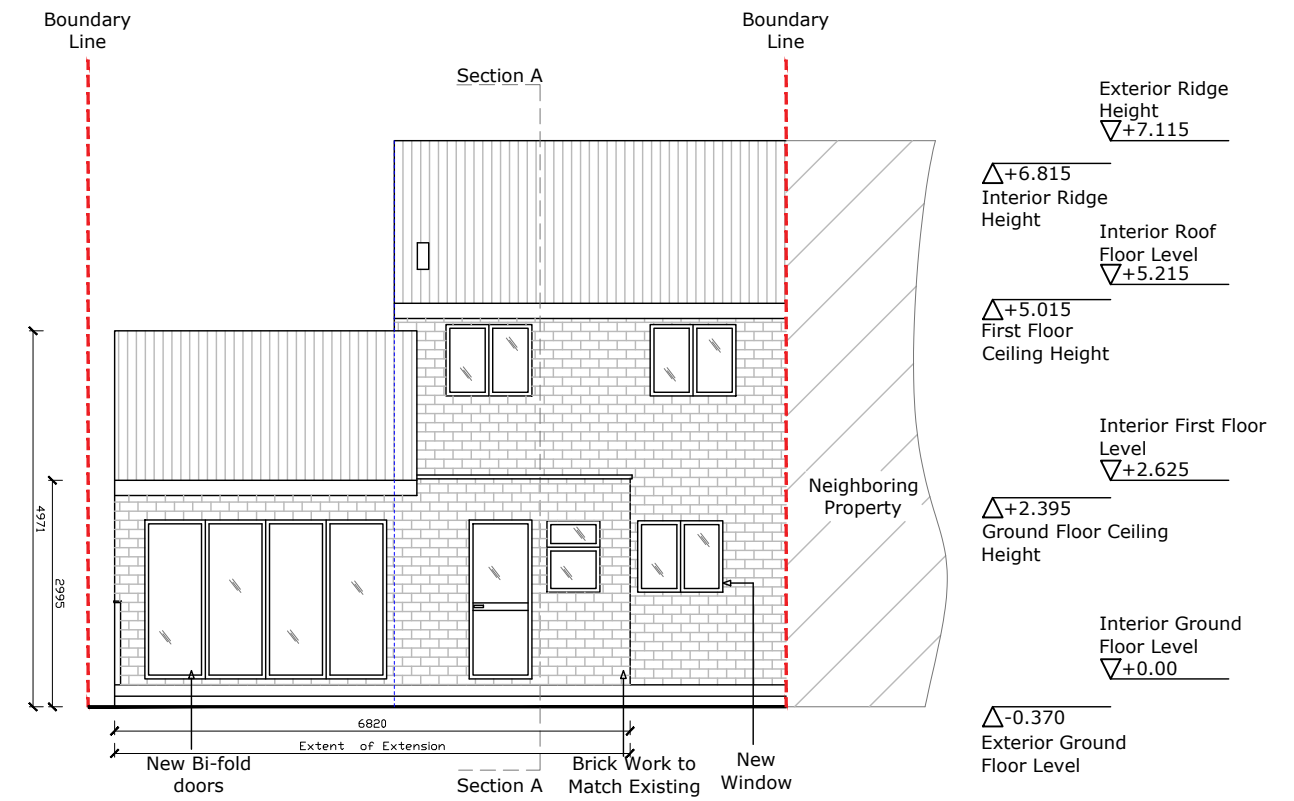 Boundary
Line
Boundary
Line
Section A
Exterior Ridge
Height
+7.115
+6.815
Interior Ridge
Height
Interior Roof
Floor Level
+5.215
+5.015
First Floor
Ceiling Height
Interior First Floor
Level
+2.625
Neighboring
Property
+2.395
Ground Floor Ceiling
Height
4971
2995
Interior Ground
Floor Level
+0.00
-0.370
Exterior Ground
Floor Level
6820
Extent of Extension
New Bi-fold
doors
Section A
Brick Work to
Match Existing
New
Window